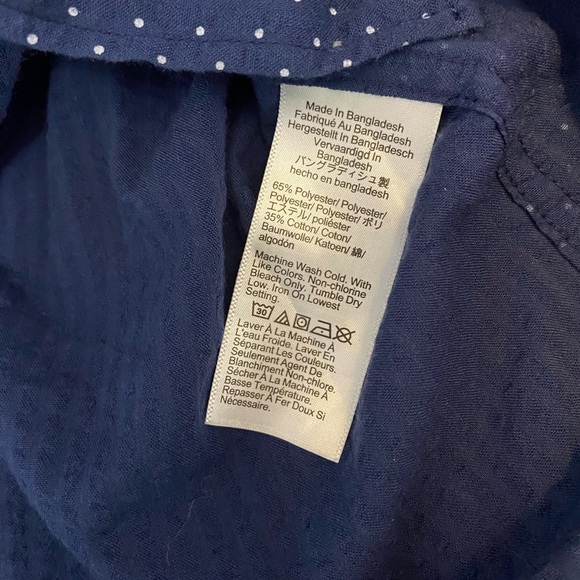 Made In Bangladesh
Fabriqué Au Bangladesh
Hergestellt In Bangladesch
Vervaardigd In
Bangladesh
バングラディシュ製
hecho en bangladesh
65% Polyester/ Polyester/
Polyester/ Polyester/ ポリ
エステル/ poliéster
35% Cotton/ Coton/
Baumwolle/ Katoen/ 綿/
algodón
Machine Wash Cold. With
Like Colors. Non-chlorine
Bleach Only. Tumble Dry
Low. Iron On Lowest
Setting.
30
Laver À La Machine À
L'eau Froide. Laver En
Séparant Les Couleurs.
Seulement Agent De
Blanchiment Non-chlore.
Sécher À La Machine À
Basse Température.
Repasser À Fer Doux Si
Nécessaire.